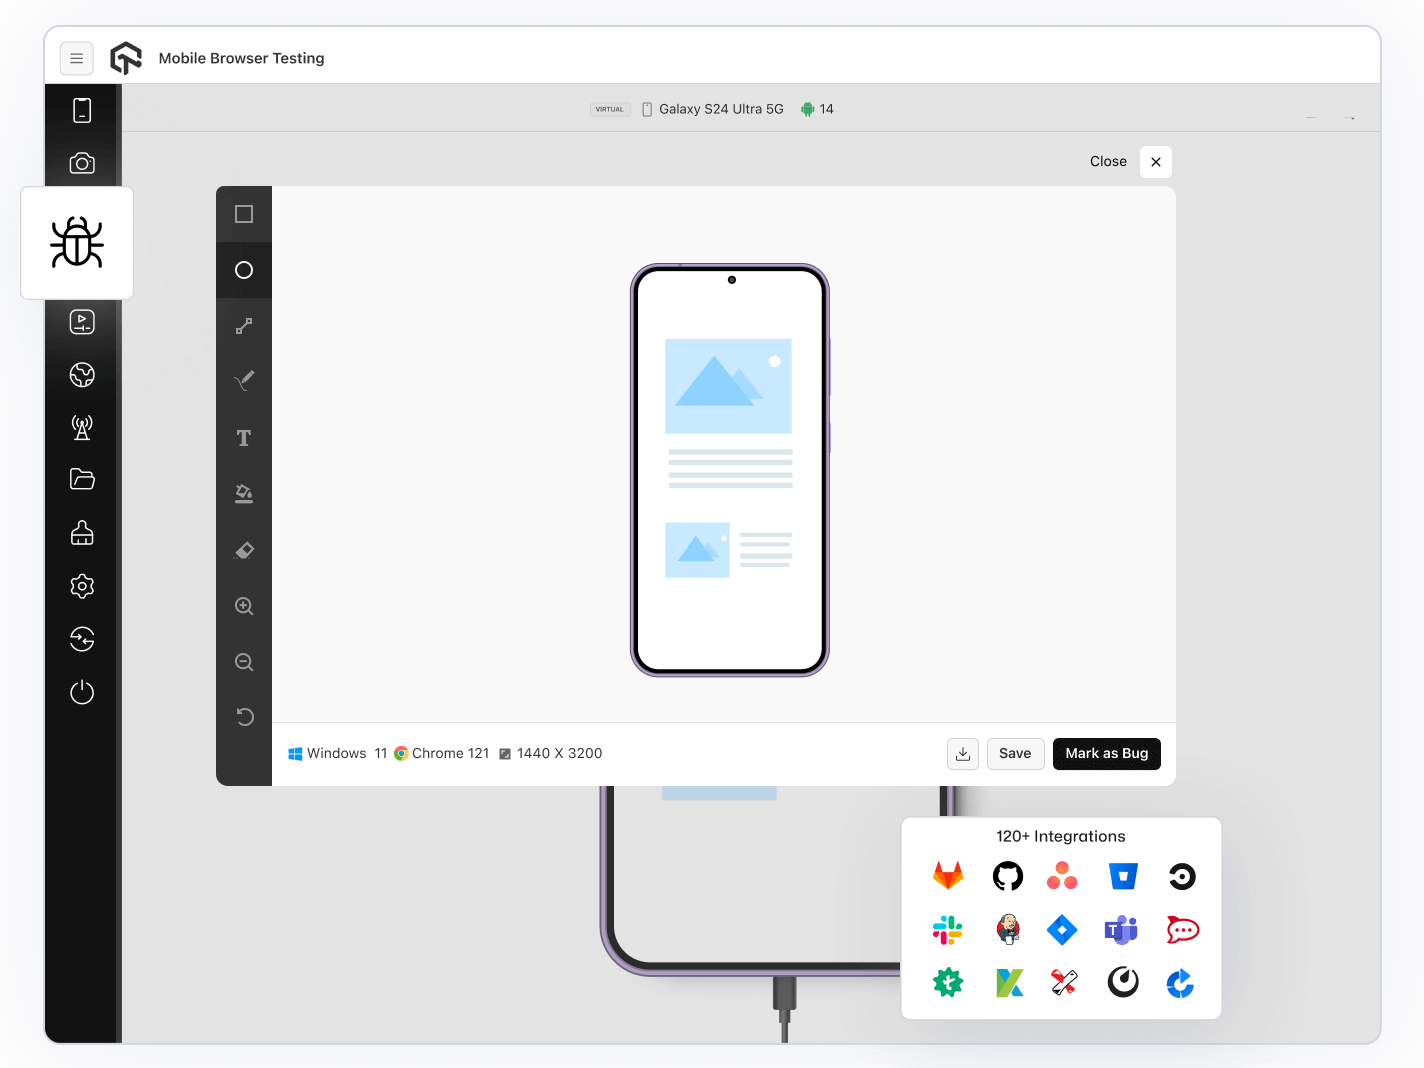 Mobile Browser Testing
VIRTUAL Galaxy S24 Ultra 5G 14
Close
T
Windows 11 Chrome 121 1440 X 3200
Save
Mark as Bug
120+ Integrations
T